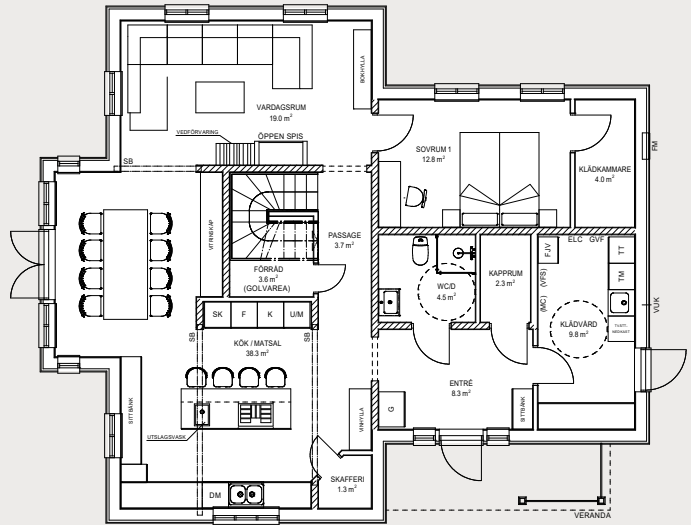 BOKHYLLA
VARDAGSRUM
19.0 m²
VEDFÖRVARING
ÖPPEN SPIS
SB
SOVRUM 1
12.8 m²
KLÄDKAMMARE
4.0 m²
FM
VITRINSKÅP
PASSAGE
3.7 m²
FÖRRÅD
3.6 m²
(GOLVAREA)
WC/D
4.5 m²
KAPPRUM
2.3 m²
ELC GVF
FJV
(VFS)
(MC)
TT
TM
VUK
KLÄDVÅRD
9.8 m²
SK F K U/M
SB
SB
KÖK / MATSAL
38.3 m²
ENTRÉ
8.3 m²
G
SITTBÄNK
SITTBÄNK
VINHYLLA
UTSLAGSVASK
SKAFFERI
1.3 m²
DM
VERANDA